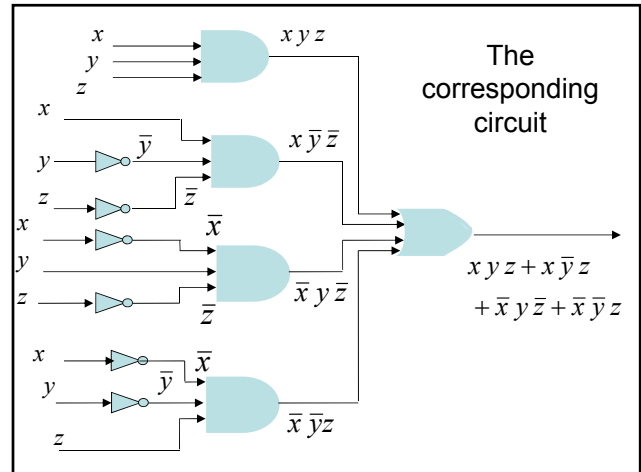 The
corresponding
circuit
x
y
z
x y z
x
y
y̅
z
z̅
x y̅ z̅
x
x̅
y
z
z̅
x̅ y z̅
x
x̅
y
y̅
z
x̅ y̅z
x y z + x y̅ z
+ x̅ y z̅ + x̅ y̅ z